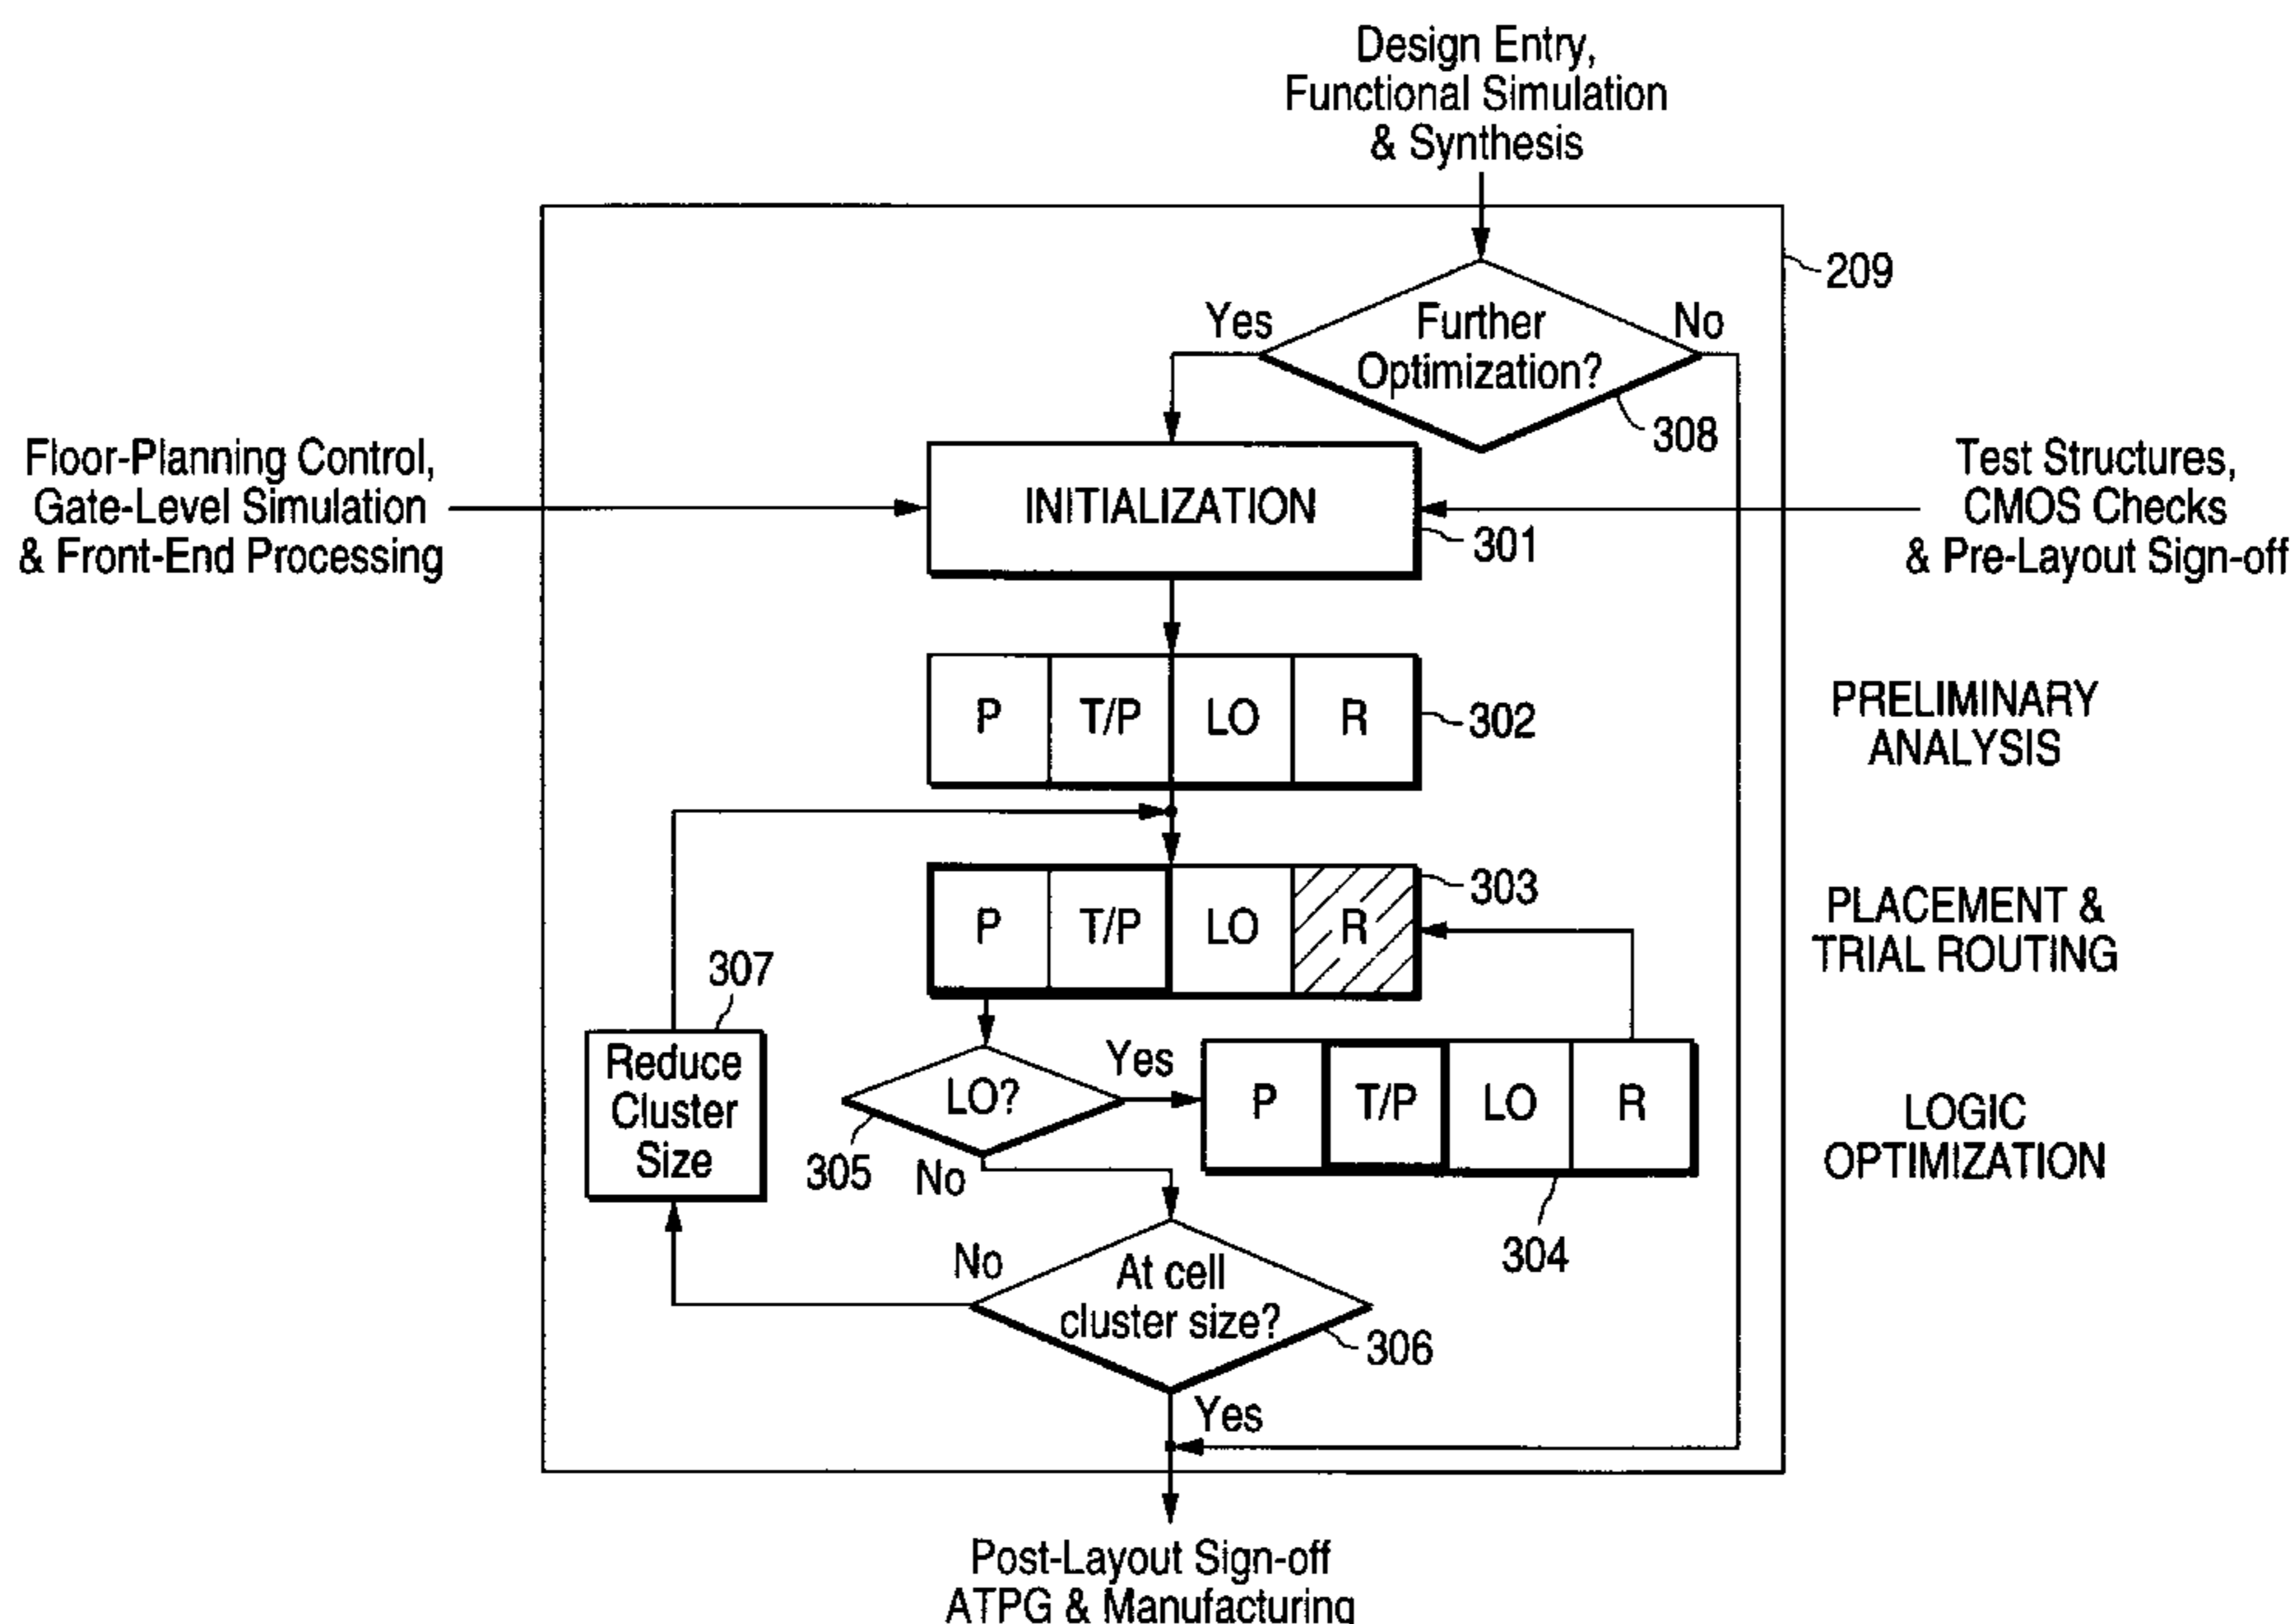 Design Entry,
Functional Simulation
& Synthesis
209
Yes
Further
Optimization?
No
308
Floor-Planning Control,
Gate-Level Simulation
& Front-End Processing
INITIALIZATION
301
Test Structures,
CMOS Checks
& Pre-Layout Sign-off
P T/P LO R
302
PRELIMINARY
ANALYSIS
P T/P LO R
303
PLACEMENT &
TRIAL ROUTING
307
Reduce
Cluster
Size
LO?
Yes
305
No
P T/P LO R
304
LOGIC
OPTIMIZATION
No
At cell
cluster size?
306
Yes
Post-Layout Sign-off
ATPG & Manufacturing